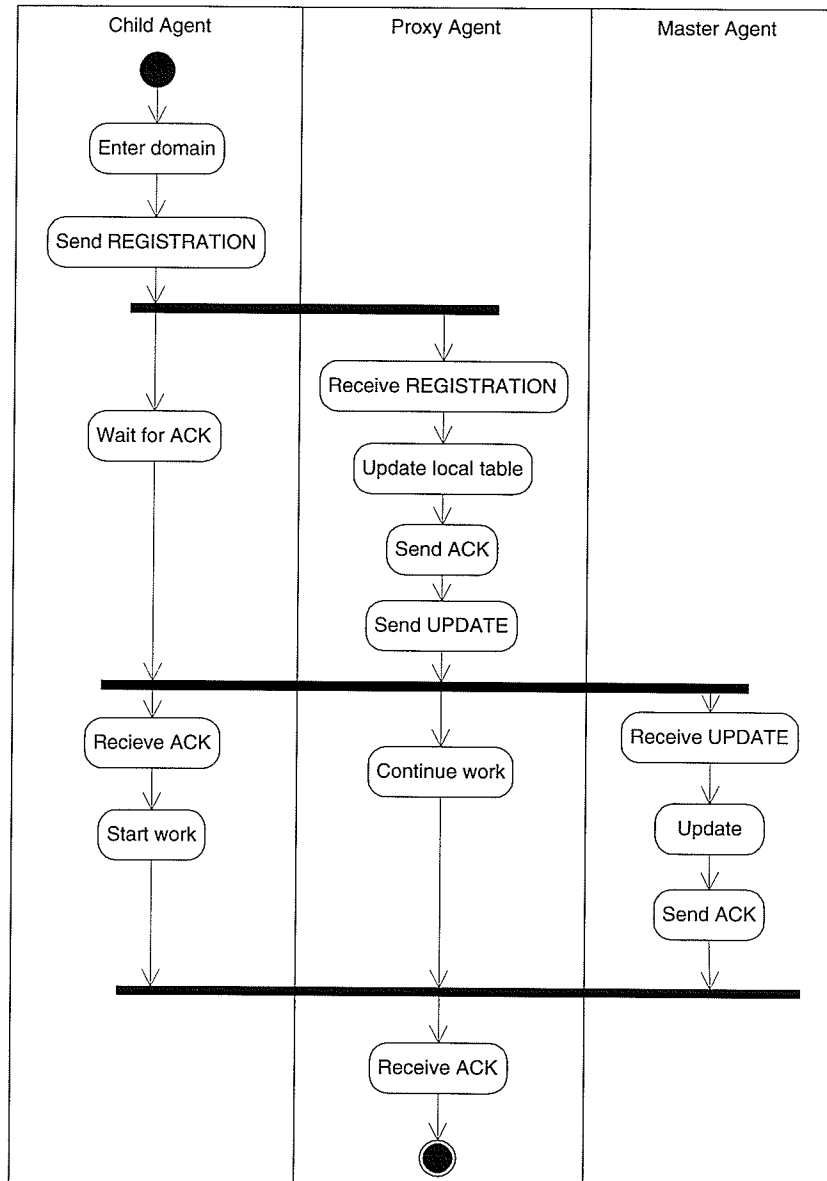 Child Agent
Proxy Agent
Master Agent
Enter domain
Send REGISTRATION
Receive REGISTRATION
Wait for ACK
Update local table
Send ACK
Send UPDATE
Recieve ACK
Continue work
Receive UPDATE
Start work
Update
Send ACK
Receive ACK